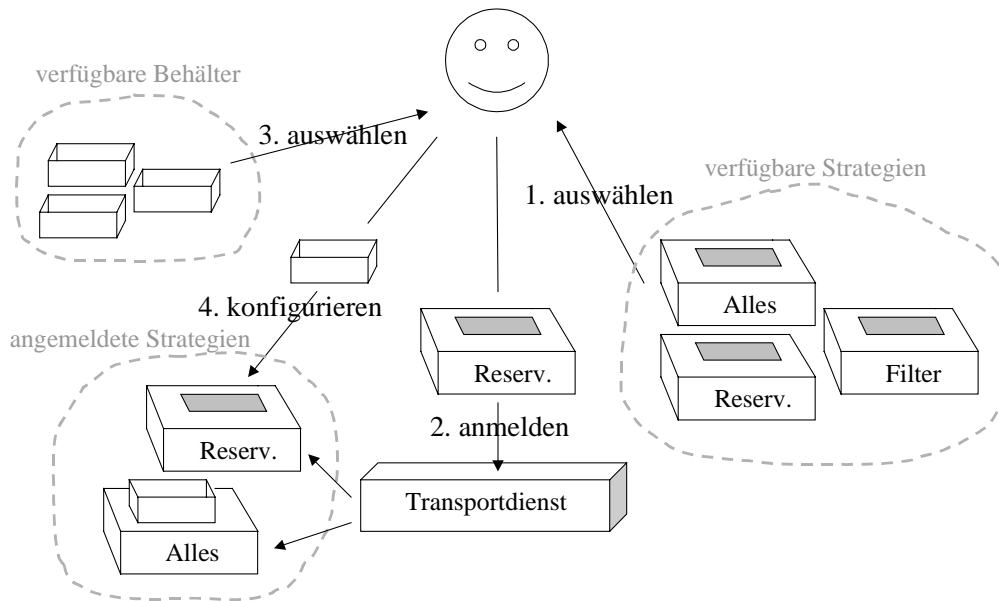 verfügbare Behälter
3. auswählen
verfügbare Strategien
1. auswählen
Alles
4. konfigurieren
angemeldete Strategien
Reserv.
Filter
Reserv.
2. anmelden
Reserv.
Transportdienst
Alles